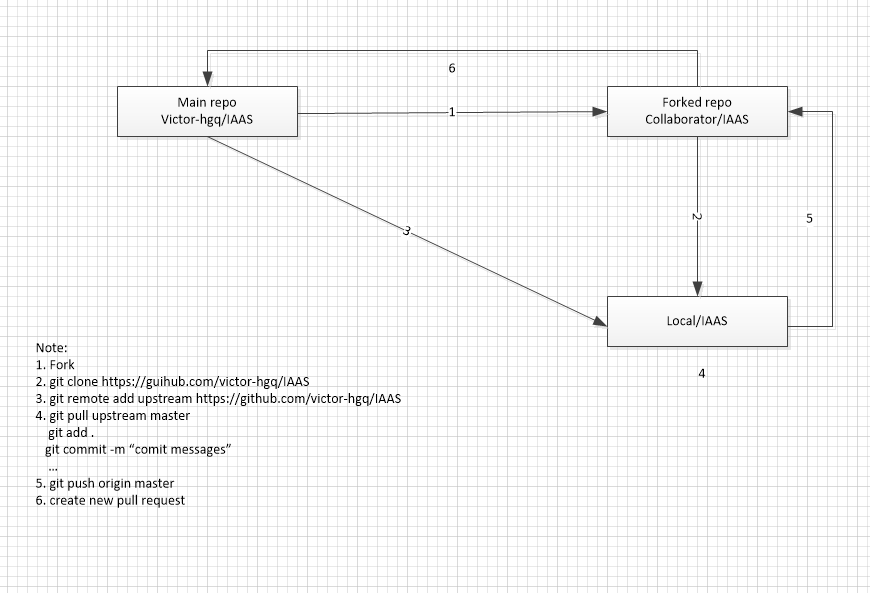 6
Main repo
Victor-hgq/IAAS
1
Forked repo
Collaborator/IAAS
2
5
3
Local/IAAS
4
Note:
1. Fork
2. git clone https://guihub.com/victor-hgq/IAAS
3. git remote add upstream https://github.com/victor-hgq/IAAS
4. git pull upstream master
git add .
git commit -m “comit messages”
...
5. git push origin master
6. create new pull request